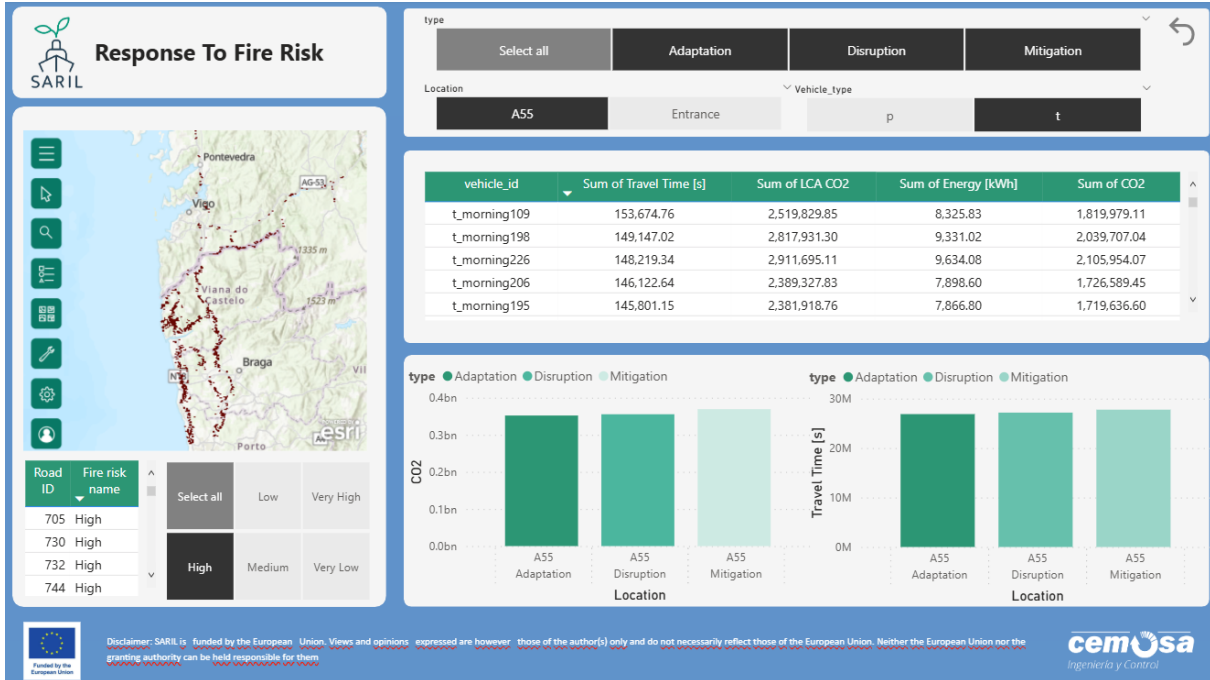 SARIL
Response To Fire Risk
type
Select all Adaptation Disruption Mitigation
Location
A55 Entrance
Vehicle_type
p t
Pontevedra
AG-53
Vigo
1335 m
Viana do
Castelo
1523 m
Braga
Porto
esri
Road ID Fire risk name
705 High
730 High
732 High
744 High
Select all Low Very High
High Medium Very Low
vehicle_id Sum of Travel Time [s] Sum of LCA CO2 Sum of Energy [kWh] Sum of CO2
t_morning109 153,674.76 2,519,829.85 8,325.83 1,819,979.11
t_morning198 149,147.02 2,817,931.30 9,331.02 2,039,707.04
t_morning226 148,219.34 2,911,695.11 9,634.08 2,105,954.07
t_morning206 146,122.64 2,389,327.83 7,898.60 1,726,589.45
t_morning195 145,801.15 2,381,918.76 7,866.80 1,719,636.60
type Adaptation Disruption Mitigation
0.4bn
0.3bn
0.2bn
0.1bn
0.0bn
CO2
A55 A55 A55
Adaptation Disruption Mitigation
Location
type Adaptation Disruption Mitigation
30M
20M
10M
0M
Travel Time [s]
A55 A55 A55
Adaptation Disruption Mitigation
Location
Funded by the
European Union
Disclaimer: SARIL is funded by the European Union. Views and opinions expressed are however those of the author(s) only and do not necessarily reflect those of the European Union. Neither the European Union nor the
granting authority can be held responsible for them
cemosa
Ingeniería y Control